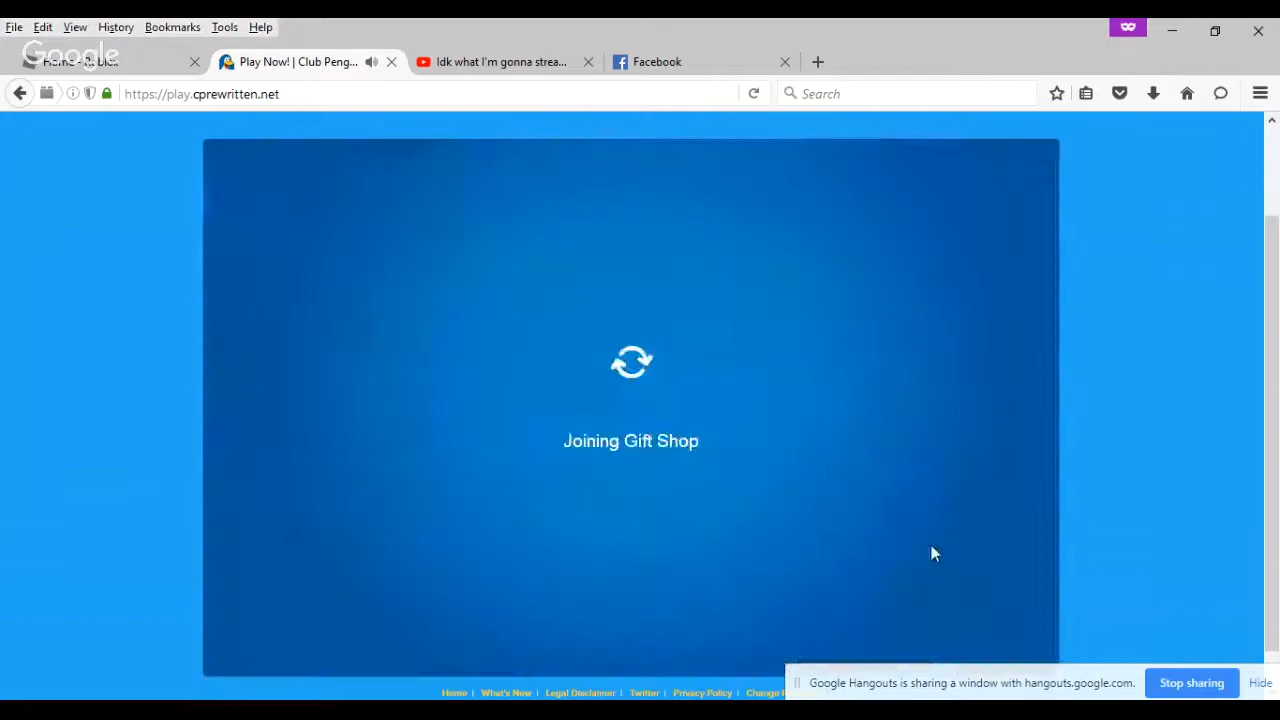 File Edit View History Bookmarks Tools Help
Google
Play Now! | Club Peng...
Idk what I'm gonna strea...
Facebook
https://play.cprewritten.net
Search
Joining Gift Shop
Home | What's New | Legal Disclaimer | Twitter | Privacy Policy |
Google Hangouts is sharing a window with hangouts.google.com. Stop sharing Hide